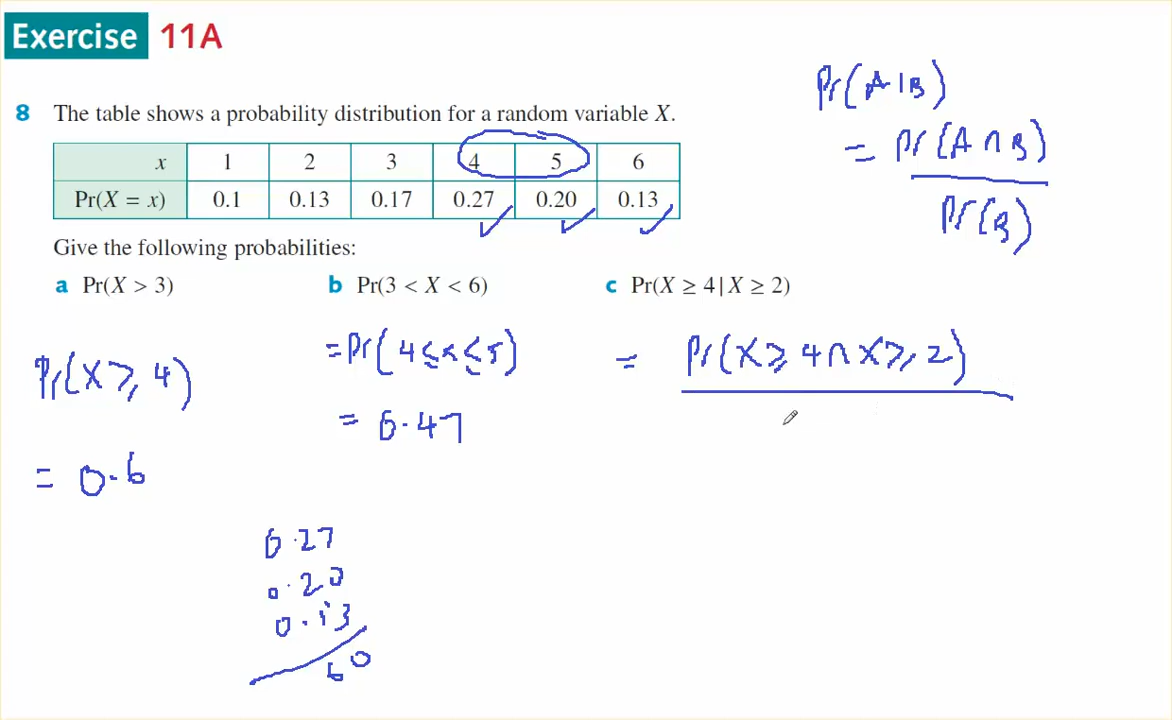 Exercise 11A
8 The table shows a probability distribution for a random variable X.
x 1 2 3 4 5 6
Pr(X = x) 0.1 0.13 0.17 0.27 0.20 0.13
Give the following probabilities:
a Pr(X > 3) b Pr(3 < X < 6) c Pr(X ≥ 4 | X ≥ 2)
Pr(A|B)
= Pr(A ∩ B)
Pr(B)
Pr(X ≥ 4)
= 0.6
= Pr(4 ≤ x ≤ 5)
= 0.47
= Pr(X ≥ 4 ∩ X ≥ 2)
0.27
0.20
0.13
60